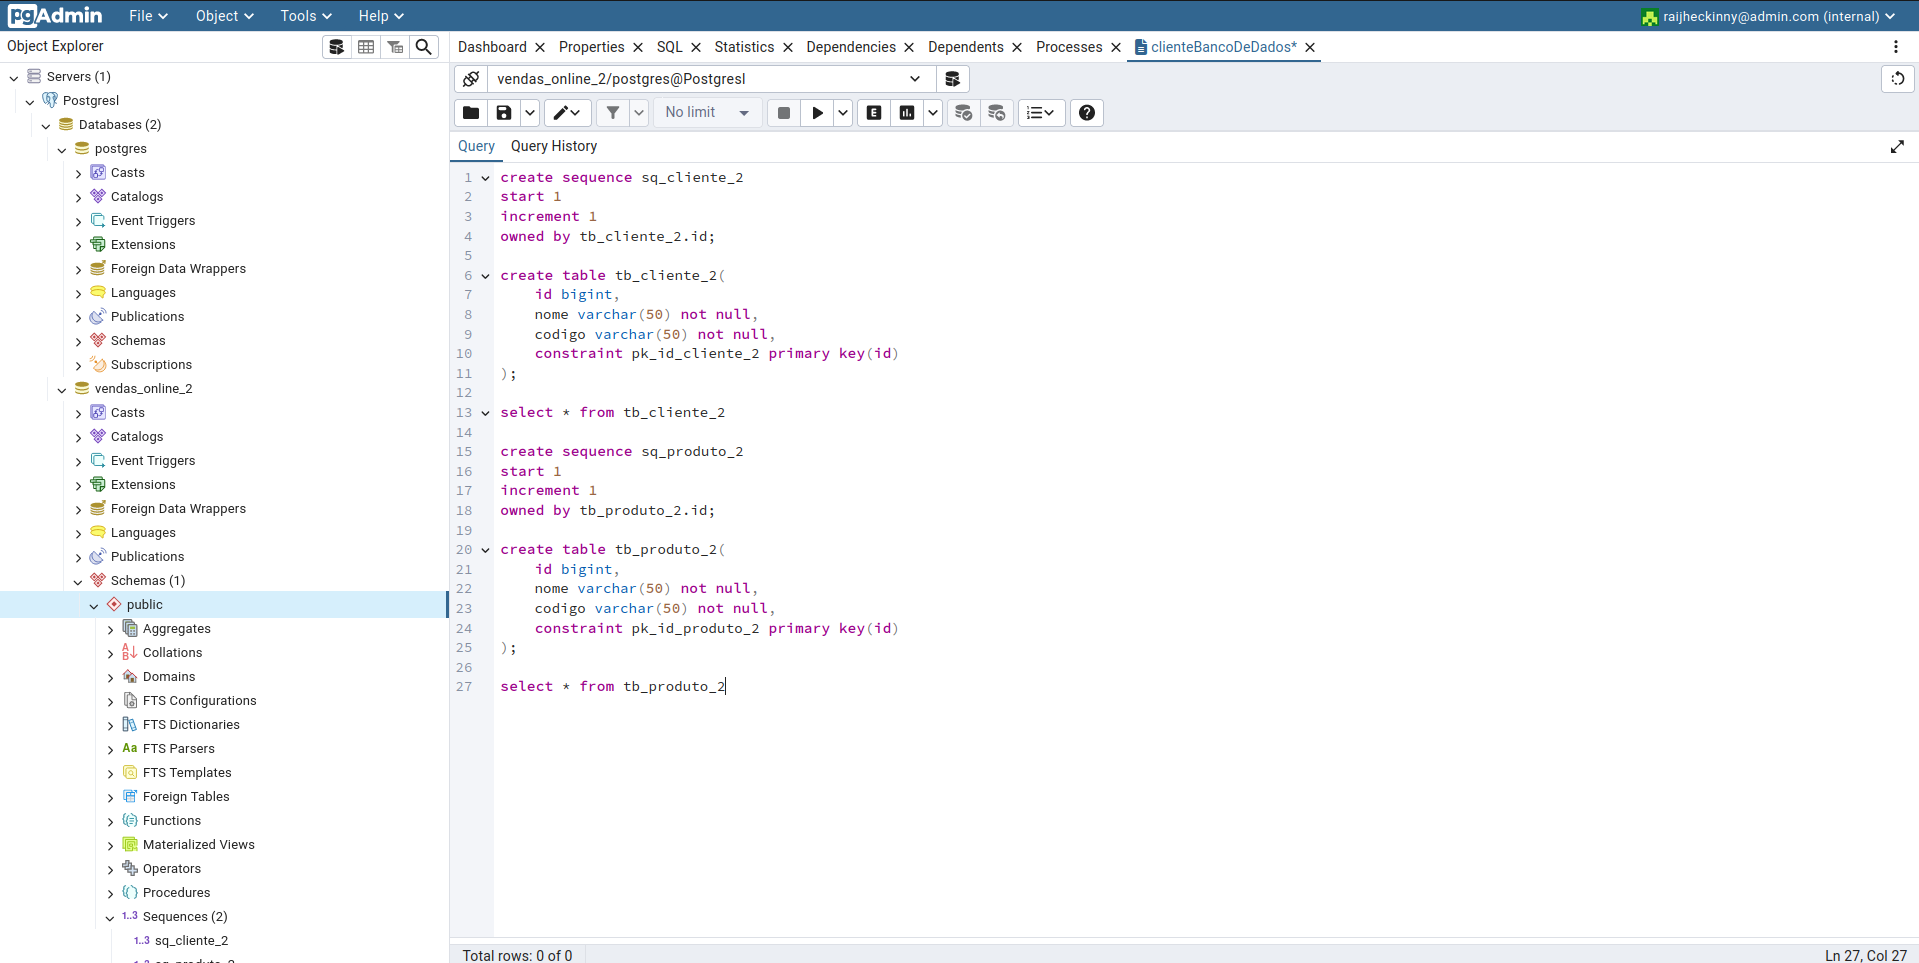 pgAdmin File Object Tools Help raijheckinny@admin.com (internal)
Object Explorer
Dashboard Properties SQL Statistics Dependencies Dependents Processes clienteBancoDeDados*
Servers (1)
Postgresl
Databases (2)
postgres
Casts
Catalogs
Event Triggers
Extensions
Foreign Data Wrappers
Languages
Publications
Schemas
Subscriptions
vendas_online_2
Casts
Catalogs
Event Triggers
Extensions
Foreign Data Wrappers
Languages
Publications
Schemas (1)
public
Aggregates
Collations
Domains
FTS Configurations
FTS Dictionaries
Aa FTS Parsers
FTS Templates
Foreign Tables
Functions
Materialized Views
Operators
Procedures
1..3 Sequences (2)
1..3 sq_cliente_2
vendas_online_2/postgres@Postgresl
No limit E
Query Query History
1 create sequence sq_cliente_2
2 start 1
3 increment 1
4 owned by tb_cliente_2.id;
5
6 create table tb_cliente_2(
7 id bigint,
8 nome varchar(50) not null,
9 codigo varchar(50) not null,
10 constraint pk_id_cliente_2 primary key(id)
11 );
12
13 select * from tb_cliente_2
14
15 create sequence sq_produto_2
16 start 1
17 increment 1
18 owned by tb_produto_2.id;
19
20 create table tb_produto_2(
21 id bigint,
22 nome varchar(50) not null,
23 codigo varchar(50) not null,
24 constraint pk_id_produto_2 primary key(id)
25 );
26
27 select * from tb_produto_2
Total rows: 0 of 0
Ln 27, Col 27